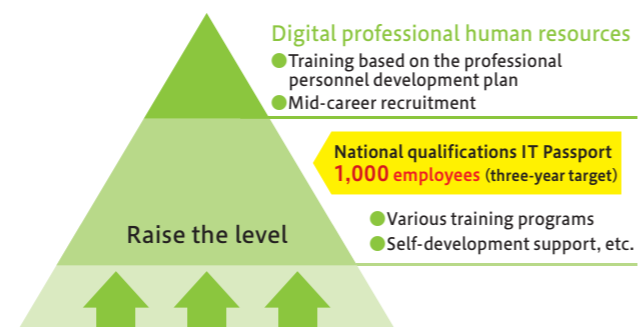 Digital professional human resources
●Training based on the professional
personnel development plan
●Mid-career recruitment
National qualifications IT Passport
1,000 employees (three-year target)
Raise the level
●Various training programs
●Self-development support, etc.